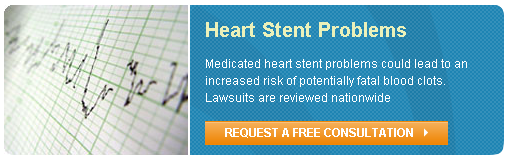 Heart Stent Problems
Medicated heart stent problems could lead to an
increased risk of potentially fatal blood clots.
Lawsuits are reviewed nationwide
REQUEST A FREE CONSULTATION